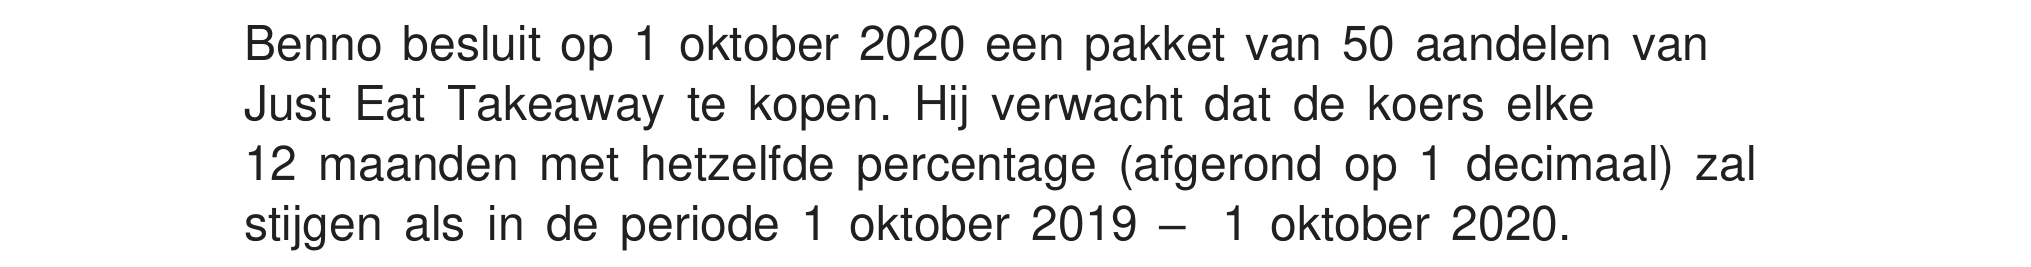 Benno besluit op 1 oktober 2020 een pakket van 50 aandelen van
Just Eat Takeaway te kopen. Hij verwacht dat de koers elke
12 maanden met hetzelfde percentage (afgerond op 1 decimaal) zal
stijgen als in de periode 1 oktober 2019 – 1 oktober 2020.